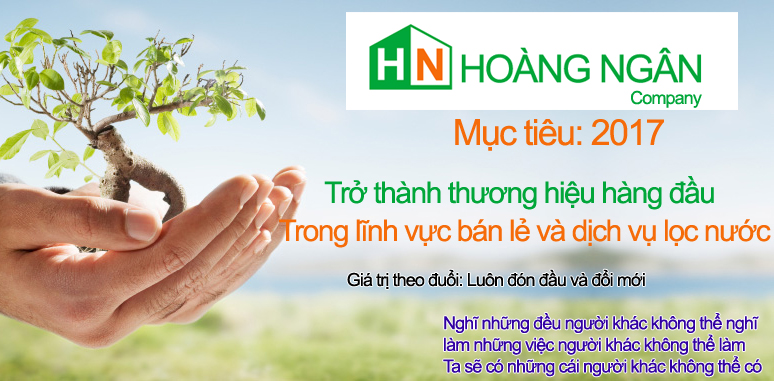 HN HOÀNG NGÂN
Company
Mục tiêu: 2017
Trở thành thương hiệu hàng đầu
Trong lĩnh vực bán lẻ và dịch vụ lọc nước
Giá trị theo đuổi: Luôn đón đầu và đổi mới
Nghĩ những đều người khác không thể nghĩ
làm những việc người khác không thể làm
Ta sẽ có những cái người khác không thể có